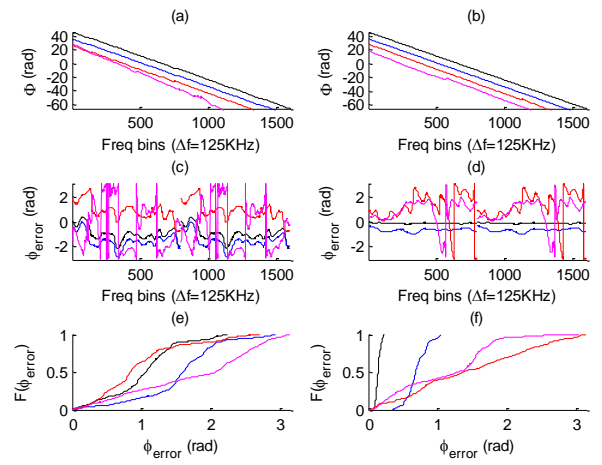 (a)
(b)
Φ (rad)
40
20
0
-20
-40
-60
500
1000
1500
Freq bins (Δf=125KHz)
Φ (rad)
40
20
0
-20
-40
-60
500
1000
1500
Freq bins (Δf=125KHz)
(c)
(d)
ϕerror (rad)
2
0
-2
500
1000
1500
Freq bins (Δf=125KHz)
ϕerror (rad)
2
0
-2
500
1000
1500
Freq bins (Δf=125KHz)
(e)
(f)
F(ϕerror)
1
0.5
0
0
1
2
3
ϕerror (rad)
F(ϕerror)
1
0.5
0
0
1
2
3
ϕerror (rad)